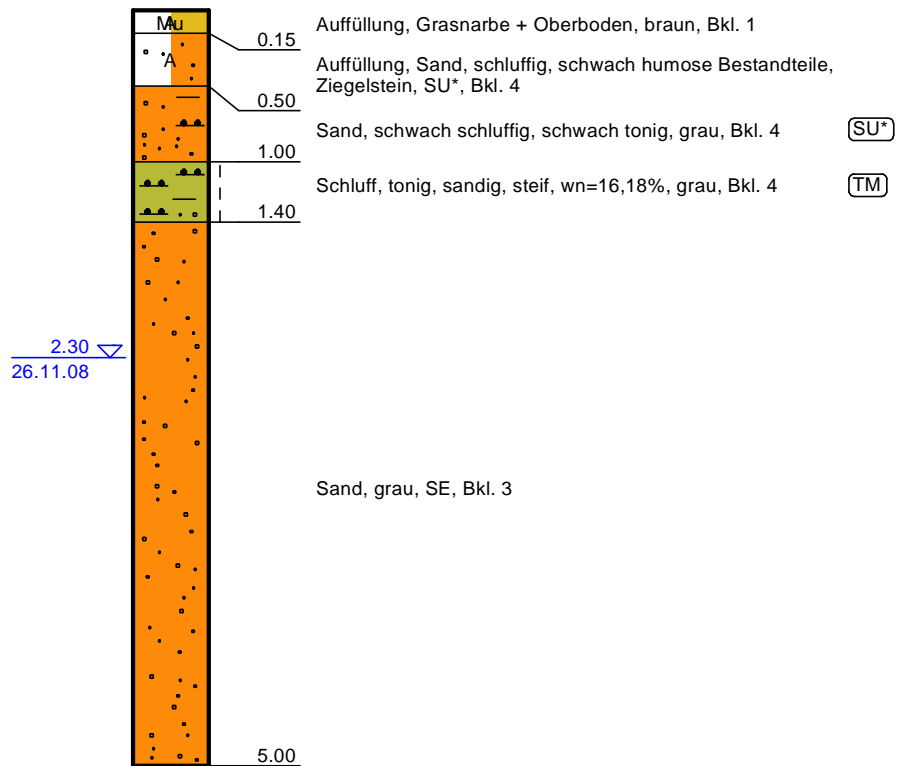 Mu A
Auffüllung, Grasnarbe + Oberboden, braun, Bkl. 1
0.15
A
Auffüllung, Sand, schluffig, schwach humose Bestandteile,
Ziegelstein, SU*, Bkl. 4
0.50
Sand, schwach schluffig, schwach tonig, grau, Bkl. 4 SU*
1.00
Schluff, tonig, sandig, steif, wn=16,18%, grau, Bkl. 4 TM
1.40
2.30
26.11.08
Sand, grau, SE, Bkl. 3
5.00